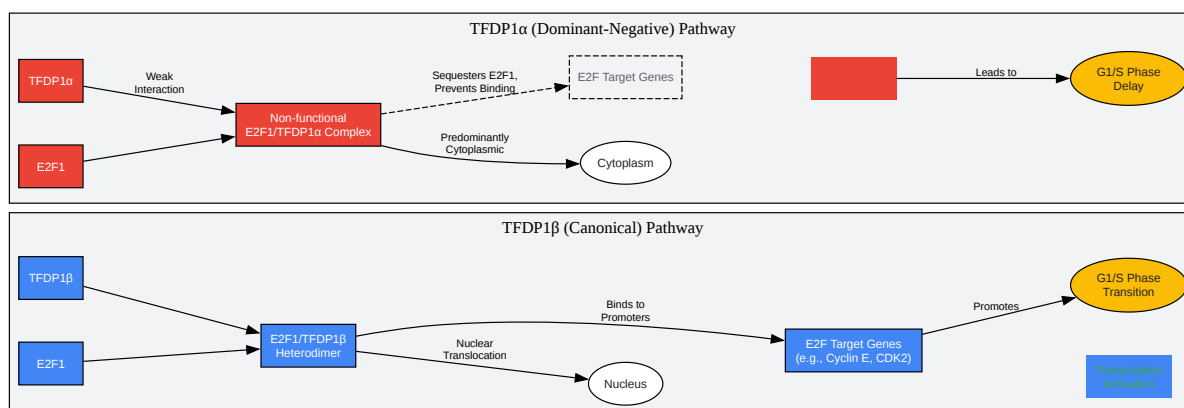 TFDP1α (Dominant-Negative) Pathway
TFDP1α
Weak
Interaction
E2F1
Non-functional
E2F1/TFDP1α Complex
Sequesters E2F1,
Prevents Binding
E2F Target Genes
Predominantly
Cytoplasmic
Cytoplasm
Leads to
G1/S Phase
Delay
TFDP1β (Canonical) Pathway
TFDP1β
E2F1
E2F1/TFDP1β
Heterodimer
Binds to
Promoters
Nuclear
Translocation
Nucleus
E2F Target Genes
(e.g., Cyclin E, CDK2)
Promotes
G1/S Phase
Transition
Transcription
Activation